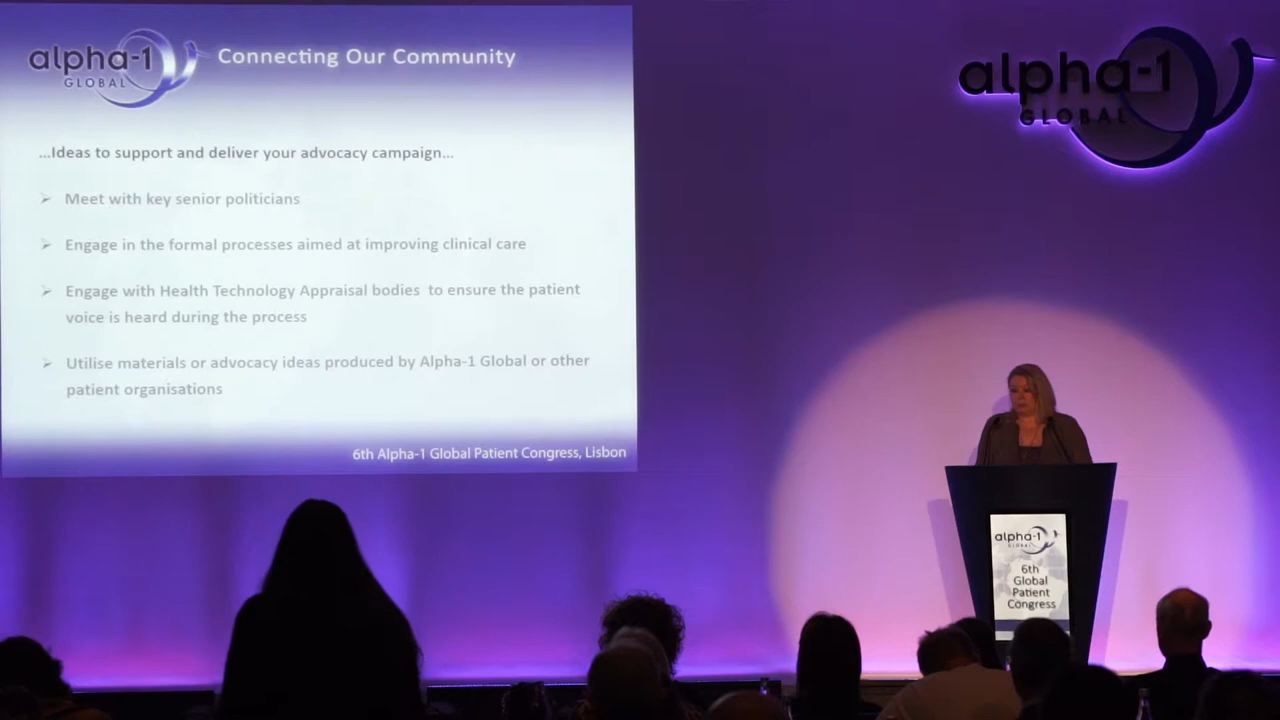 alpha-1
GLOBAL
Connecting Our Community
...Ideas to support and deliver your advocacy campaign...
Meet with key senior politicians
Engage in the formal processes aimed at improving clinical care
Engage with Health Technology Appraisal bodies to ensure the patient
voice is heard during the process
Utilise materials or advocacy ideas produced by Alpha-1 Global or other
patient organisations
6th Alpha-1 Global Patient Congress, Lisbon
alpha-1
GLOBAL
alpha-1
GLOBAL
6th
Global
Patient
Congress